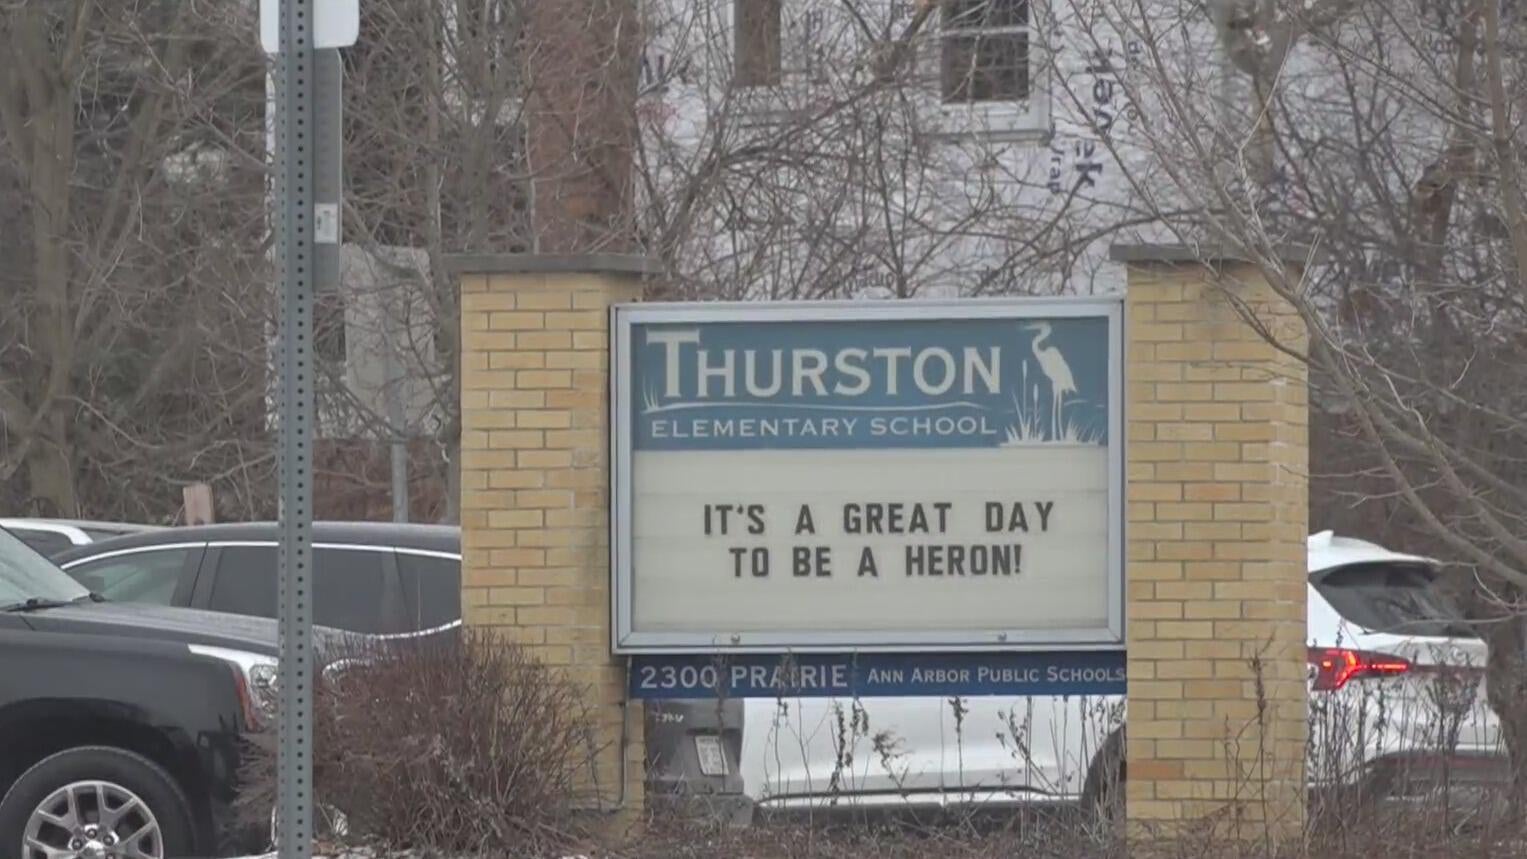 THURSTON
ELEMENTARY SCHOOL
IT'S A GREAT DAY
TO BE A HERON!
2300 PRAIRIE ANN ARBOR PUBLIC SCHOOLS